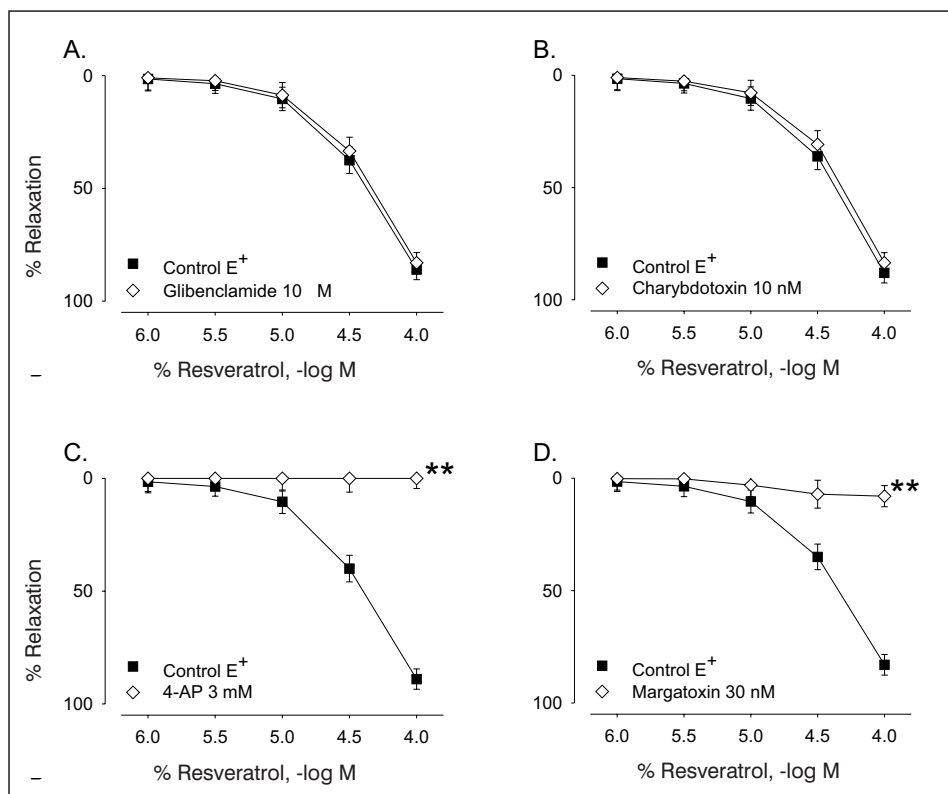 A.
0
50
100
% Relaxation
■ Control E+
◇ Glibenclamide 10 M
6.0 5.5 5.0 4.5 4.0
% Resveratrol, -log M
–
B.
0
50
100
■ Control E+
◇ Charybdotoxin 10 nM
6.0 5.5 5.0 4.5 4.0
% Resveratrol, -log M
C.
0
50
100
% Relaxation
**
■ Control E+
◇ 4-AP 3 mM
6.0 5.5 5.0 4.5 4.0
% Resveratrol, -log M
–
D.
0
50
100
**
■ Control E+
◇ Margatoxin 30 nM
6.0 5.5 5.0 4.5 4.0
% Resveratrol, -log M